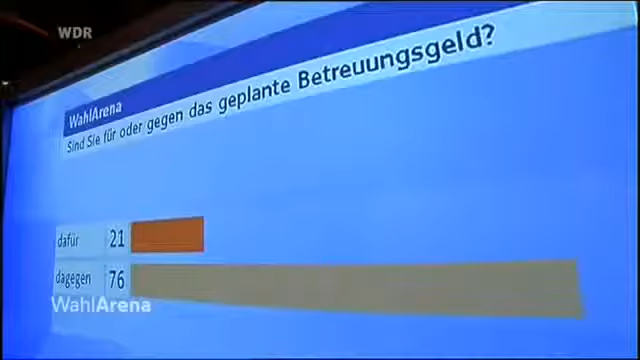 WDR
WahlArena
Sind Sie für oder gegen das geplante Betreuungsgeld?
dafür 21
dagegen 76
WahlArena